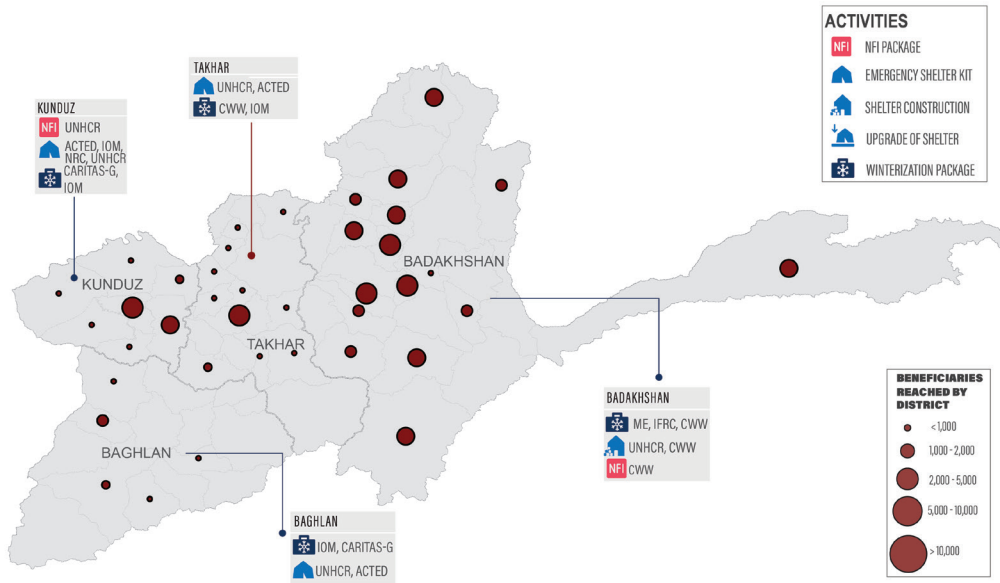 ACTIVITIES
NFI NFI PACKAGE
EMERGENCY SHELTER KIT
SHELTER CONSTRUCTION
UPGRADE OF SHELTER
WINTERIZATION PACKAGE
TAKHAR
UNHCR, ACTED
CWW, IOM
KUNDUZ
NFI UNHCR
ACTED, IOM,
NRC, UNHCR
CARITAS-G,
IOM
BADAKHSHAN
KUNDUZ
TAKHAR
BAGHLAN
BADAKHSHAN
ME, IFRC, CWW
UNHCR, CWW
NFI CWW
BAGHLAN
IOM, CARITAS-G
UNHCR, ACTED
BENEFICIARIES
REACHED BY
DISTRICT
< 1,000
1,000 - 2,000
2,000 - 5,000
5,000 - 10,000
> 10,000